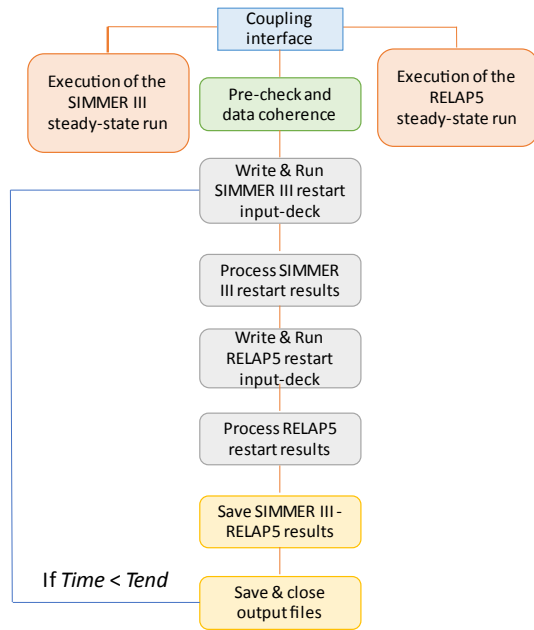 Coupling
interface
Execution of the
SIMMER III
steady-state run
Pre-check and
data coherence
Execution of the
RELAP5
steady-state run
Write & Run
SIMMER III restart
input-deck
Process SIMMER
III restart results
Write & Run
RELAP5 restart
input-deck
Process RELAP5
restart results
Save SIMMER III -
RELAP5 results
If Time < Tend
Save & close
output files